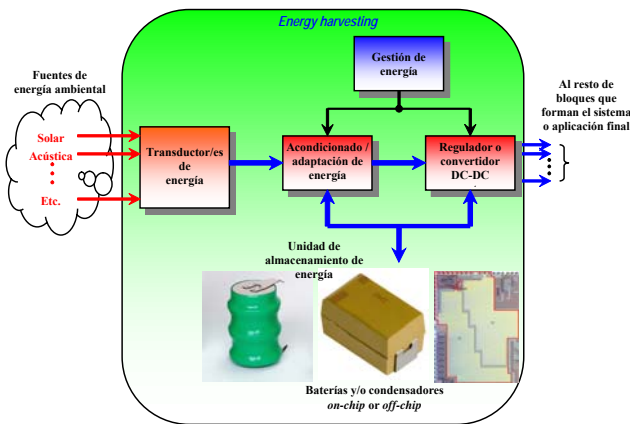 Energy harvesting
Fuentes de
energía ambiental
Solar
Acústica
Etc.
Transductor/es
de
energía
Gestión de
energía
Acondicionado /
adaptación de
energía
Regulador o
convertidor
DC-DC
Al resto de
bloques que
forman el sistema
o aplicación final
Unidad de
almacenamiento de
energía
Baterías y/o condensadores
on-chip or off-chip